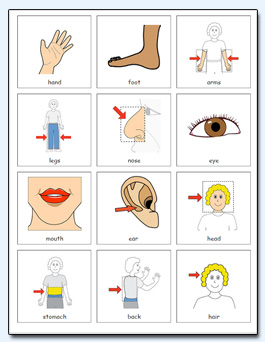 hand
foot
arms
legs
nose
eye
mouth
ear
head
stomach
back
hair